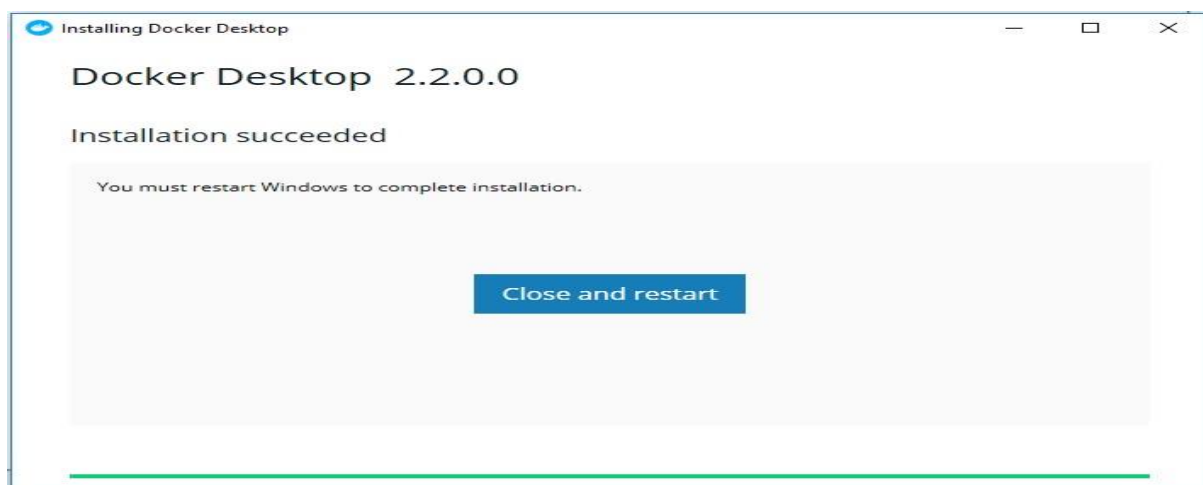 Installing Docker Desktop
Docker Desktop 2.2.0.0
Installation succeeded
You must restart Windows to complete installation.
Close and restart